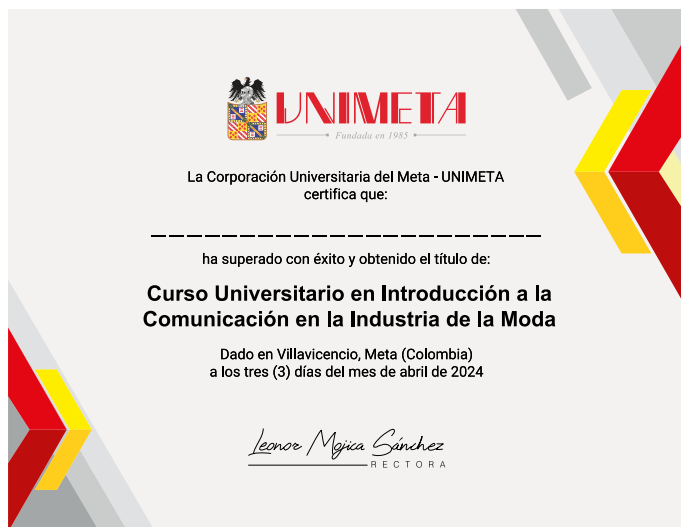 UNIMETA
Fundada en 1985
La Corporación Universitaria del Meta - UNIMETA
certifica que:
ha superado con éxito y obtenido el título de:
Curso Universitario en Introducción a la
Comunicación en la Industria de la Moda
Dado en Villavicencio, Meta (Colombia)
a los tres (3) días del mes de abril de 2024
Leonor Mojica Sánchez
RECTORA